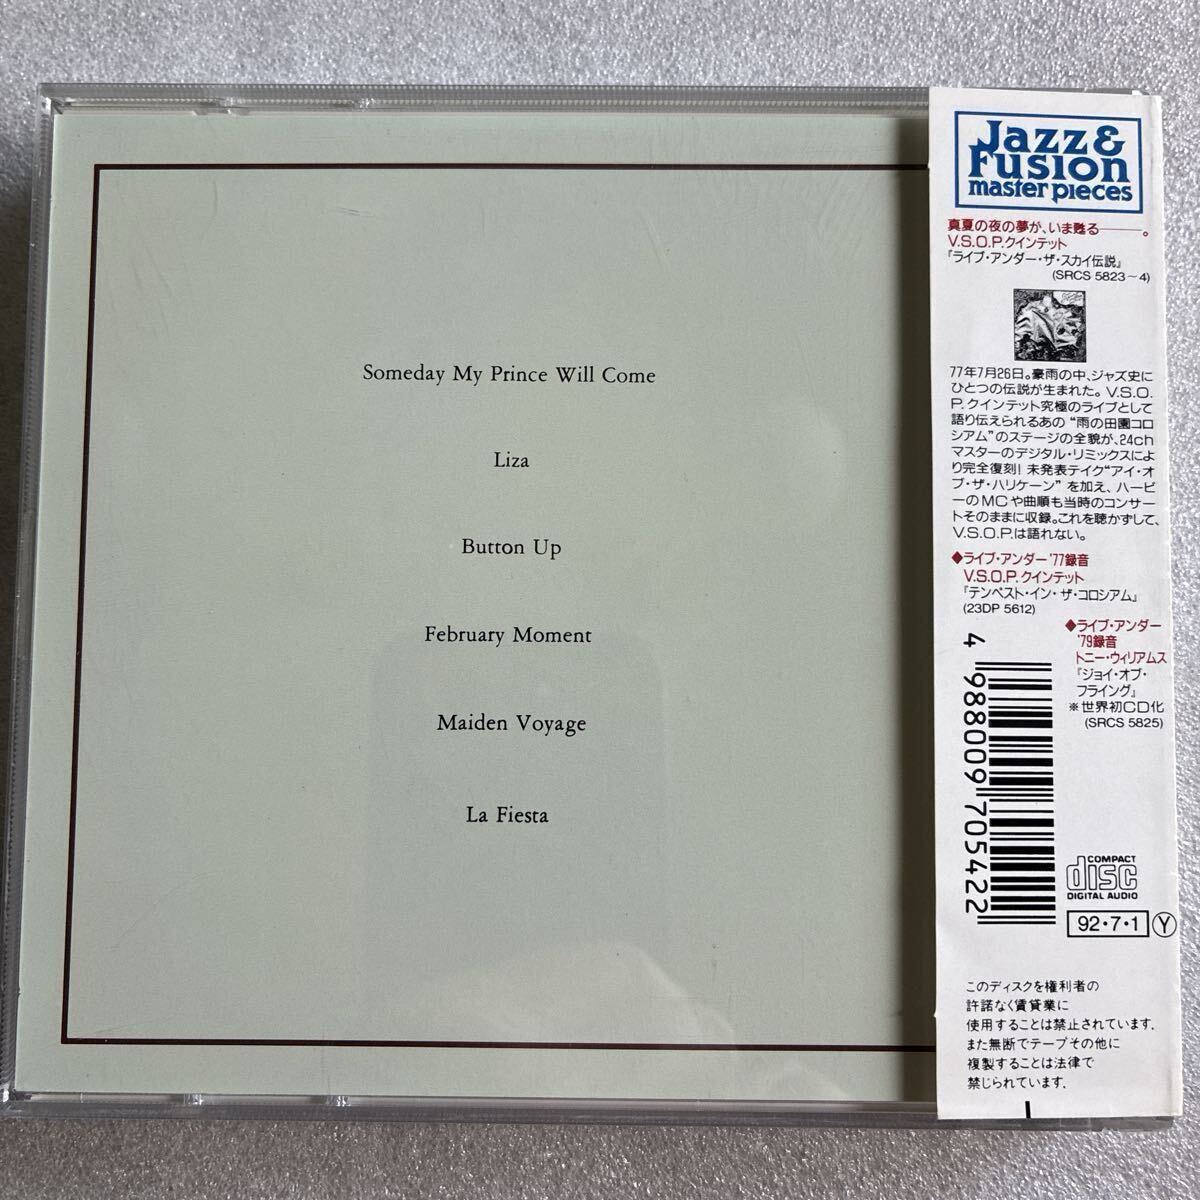 Someday My Prince Will Come
Liza
Button Up
February Moment
Maiden Voyage
La Fiesta
Jazz&
Fusion
master pieces
真夏の夜の夢が、いま甦る——。
V.S.O.P.クインテット
『ライブ・アンダー・ザ・スカイ伝説』
(SRCS 5823~4)
77年7月26日。豪雨の中、ジャズ史に
ひとつの伝説が生まれた。V.S.O.
P.クインテット究極のライブとして
語り伝えられるあの“雨の田園コロ
シアム”のステージの全貌が、24ch
マスターのデジタル・リミックスによ
り完全復刻!未発表テイク“アイ・オ
ブ・ザ・ハリケーン”を加え、ハービ
ーのMCや曲順も当時のコンサー
トそのままに収録。これを聴かずして、
V.S.O.P.は語れない。
◆ライブ・アンダー'77録音
V.S.O.P.クインテット
『テンペスト・イン・ザ・コロシアム』
(23DP 5612)
◆ライブ・アンダー
'79録音
トニー・ウィリアムス
『ジョイ・オブ・
フライング』
※世界初CD化
(SRCS 5825)
4 988009 705422
COMPACT
disc
DIGITAL AUDIO
92・7・1 Y
このディスクを権利者の
許諾なく賃貸業に
使用することは禁止されています.
また無断でテープその他に
複製することは法律で
禁じられています.